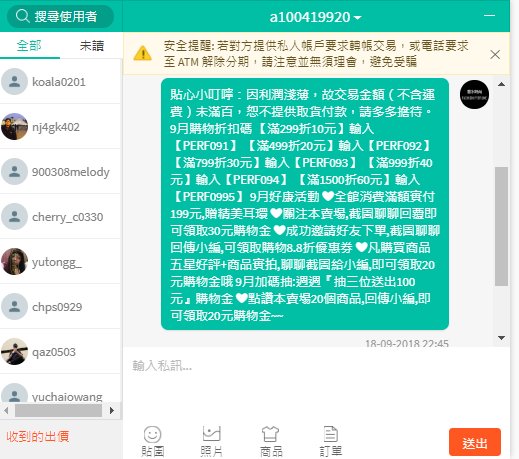 搜尋使用者
全部
未讀
koala0201
nj4gk402
900308melody
cherry_c0330
yutongg_
chps0929
qaz0503
yuchaiowang
收到的出價
a100419920
安全提醒: 若對方提供私人帳戶要求轉帳交易，或電話要求
至 ATM 解除分期，請注意並無須理會，避免受騙
貼心小叮嚀：因利潤淺薄，故交易金額（不含運
費）未滿百，恕不提供取貨付款，請多多擔待。
9月購物折扣碼 【滿299折10元】輸入
【PERF091】 【滿499折20元】輸入【PERF092】
【滿799折30元】輸入【PERF093】 【滿999折40
元】輸入【PERF094】 【滿1500折60元】輸入
【PERF0995】 9月好康活動 ♥全館消費滿額實付
199元,贈精美耳環 ♥關注本賣場,截圖聊聊回覆即
可領取30元購物金 ♥成功邀請好友下單,截圖聊聊
回傳小編,可領取購物8.8折優惠券 ♥凡購買商品
五星好評+商品實拍,聊聊截圖給小編,即可領取20
元購物金哦 9月加碼抽:週週『抽三位送出100
元』購物金 ♥點讚本賣場20個商品,回傳小編,即
可領取20元購物金~~
18-09-2018 22:45
輸入私訊...
貼圖
照片
商品
訂單
送出